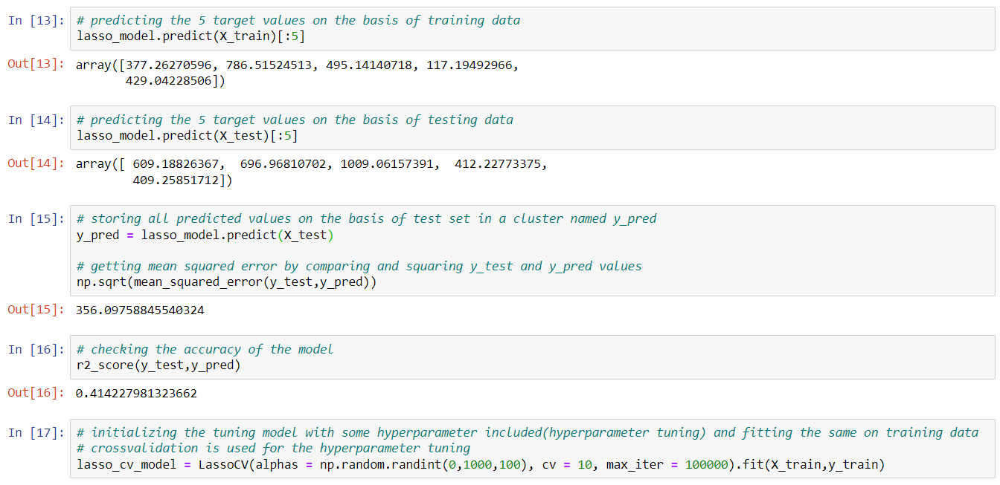 In [13]: # predicting the 5 target values on the basis of training data
lasso_model.predict(X_train)[:5]
Out[13]: array([377.26270596, 786.51524513, 495.14140718, 117.19492966,
429.04228506])
In [14]: # predicting the 5 target values on the basis of testing data
lasso_model.predict(X_test)[:5]
Out[14]: array([ 609.18826367,  696.96810702, 1009.06157391,  412.22773375,
409.25851712])
In [15]: # storing all predicted values on the basis of test set in a cluster named y_pred
y_pred = lasso_model.predict(X_test)
# getting mean squared error by comparing and squaring y_test and y_pred values
np.sqrt(mean_squared_error(y_test,y_pred))
Out[15]: 356.09758845540324
In [16]: # checking the accuracy of the model
r2_score(y_test,y_pred)
Out[16]: 0.414227981323662
In [17]: # initializing the tuning model with some hyperparameter included(hyperparameter tuning) and fitting the same on training data
# crossvalidation is used for the hyperparameter tuning
lasso_cv_model = LassoCV(alphas = np.random.randint(0,1000,100), cv = 10, max_iter = 100000).fit(X_train,y_train)